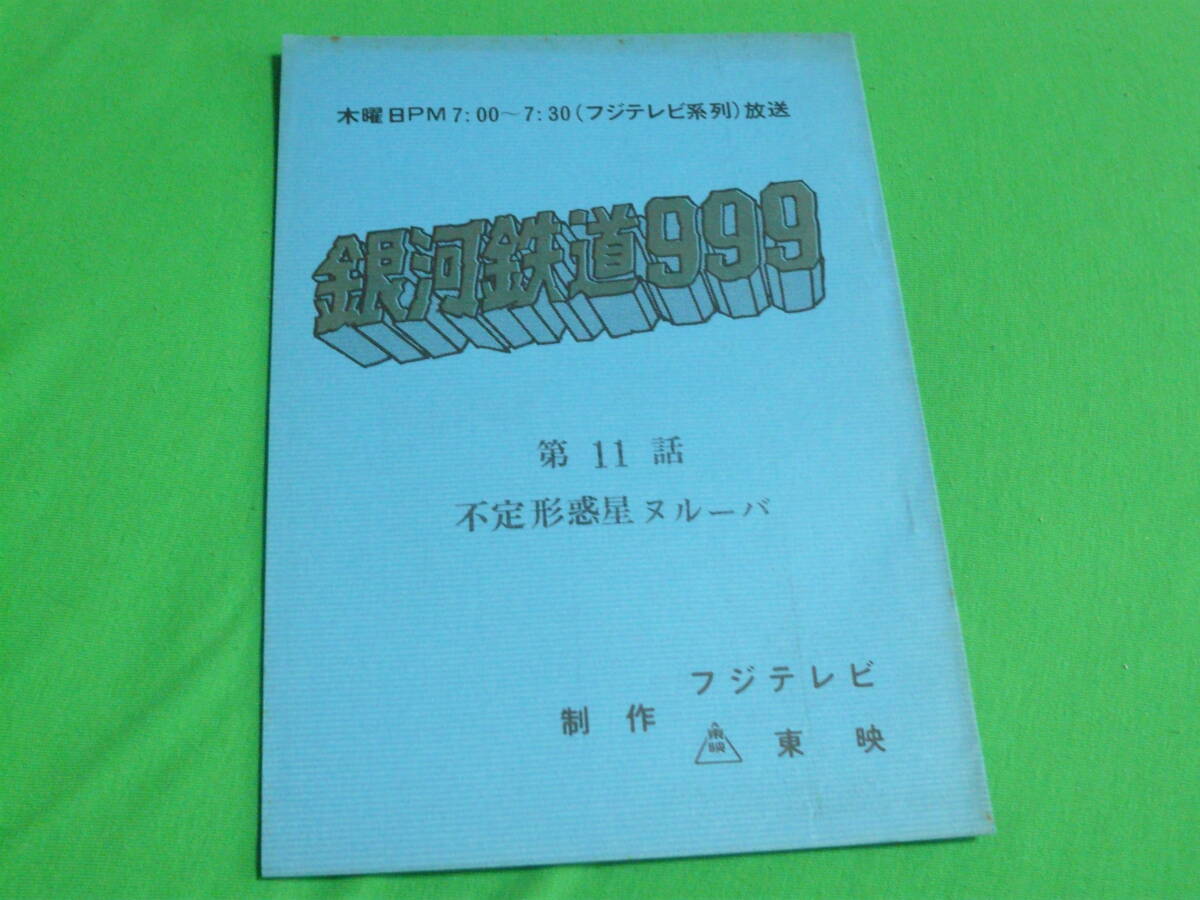 木曜日PM7:00〜7:30(フジテレビ系列)放送
銀河鉄道999
第 11 話
不定形惑星ヌルーバ
フジテレビ
制 作
東映 東 映